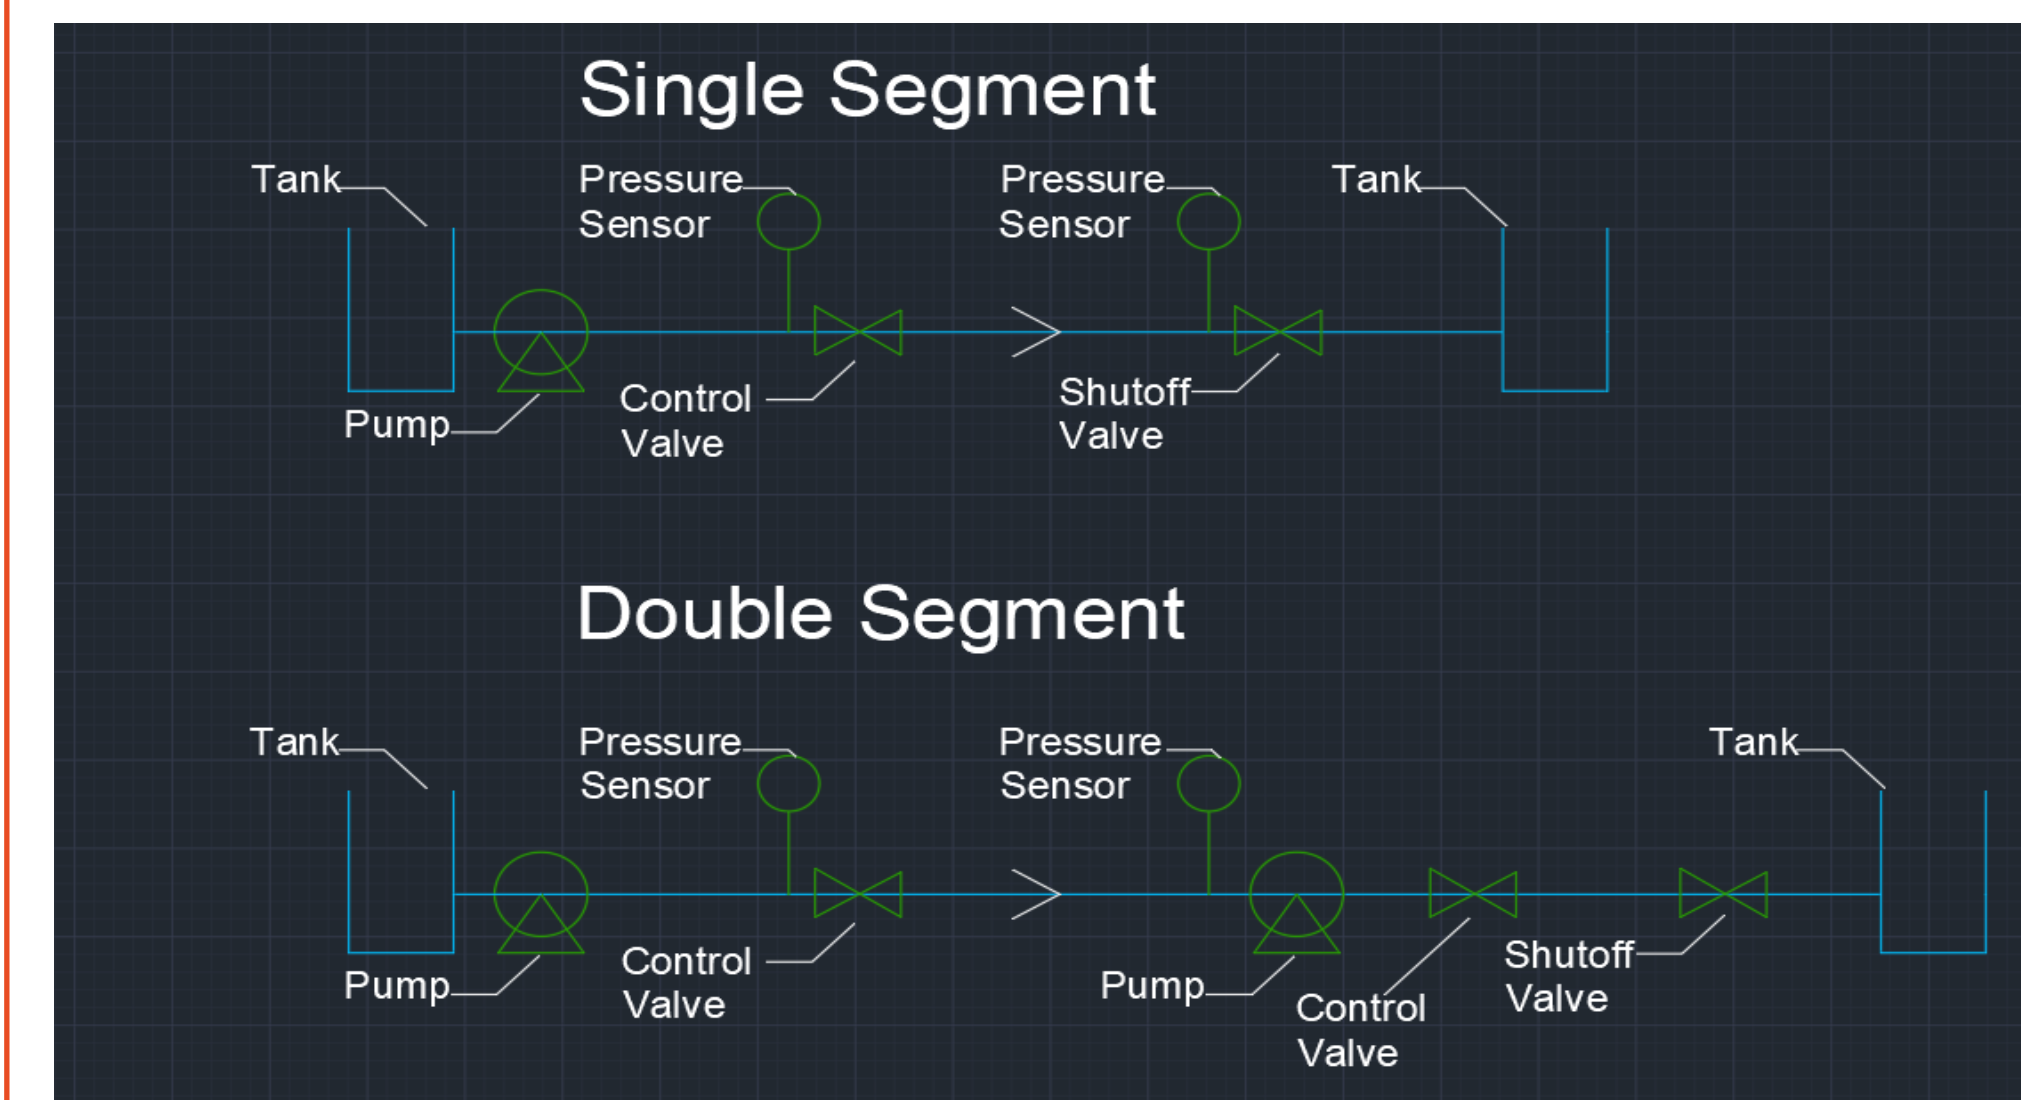 Single Segment
Tank
Pressure
Sensor
Pressure
Sensor
Tank
Pump
Control
Valve
Shutoff
Valve
Double Segment
Tank
Pressure
Sensor
Pressure
Sensor
Tank
Pump
Control
Valve
Pump
Control
Valve
Shutoff
Valve